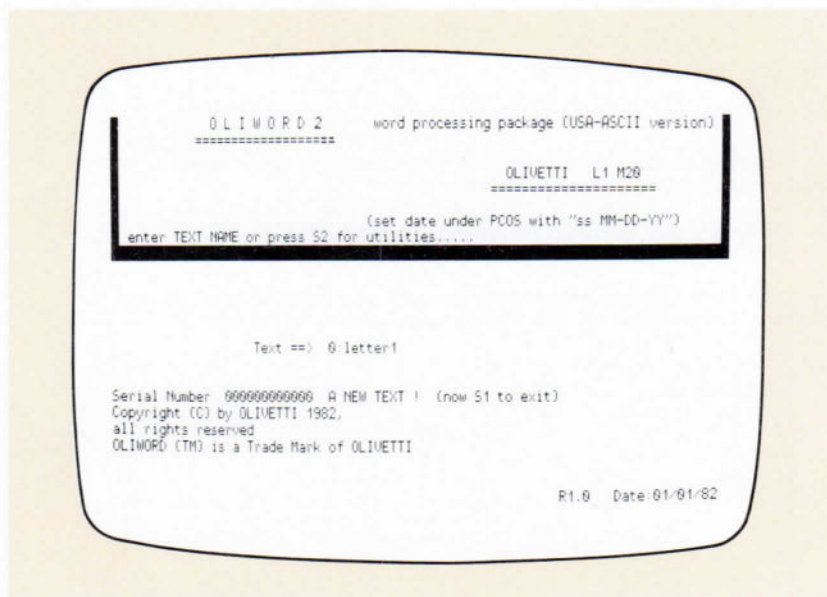 O L I W O R D 2 word processing package (USA-ASCII version)
===================
OLIVETTI L1 M20
======================
(set date under PCOS with "ss MM-DD-YY")
enter TEXT NAME or press S2 for utilities.....
Text ==> 0:letter1
Serial Number 000000000000 A NEW TEXT ! (now S1 to exit)
Copyright (C) by OLIVETTI 1982,
all rights reserved
OLIWORD (TM) is a Trade Mark of OLIVETTI
R1.0 Date:01/01/82